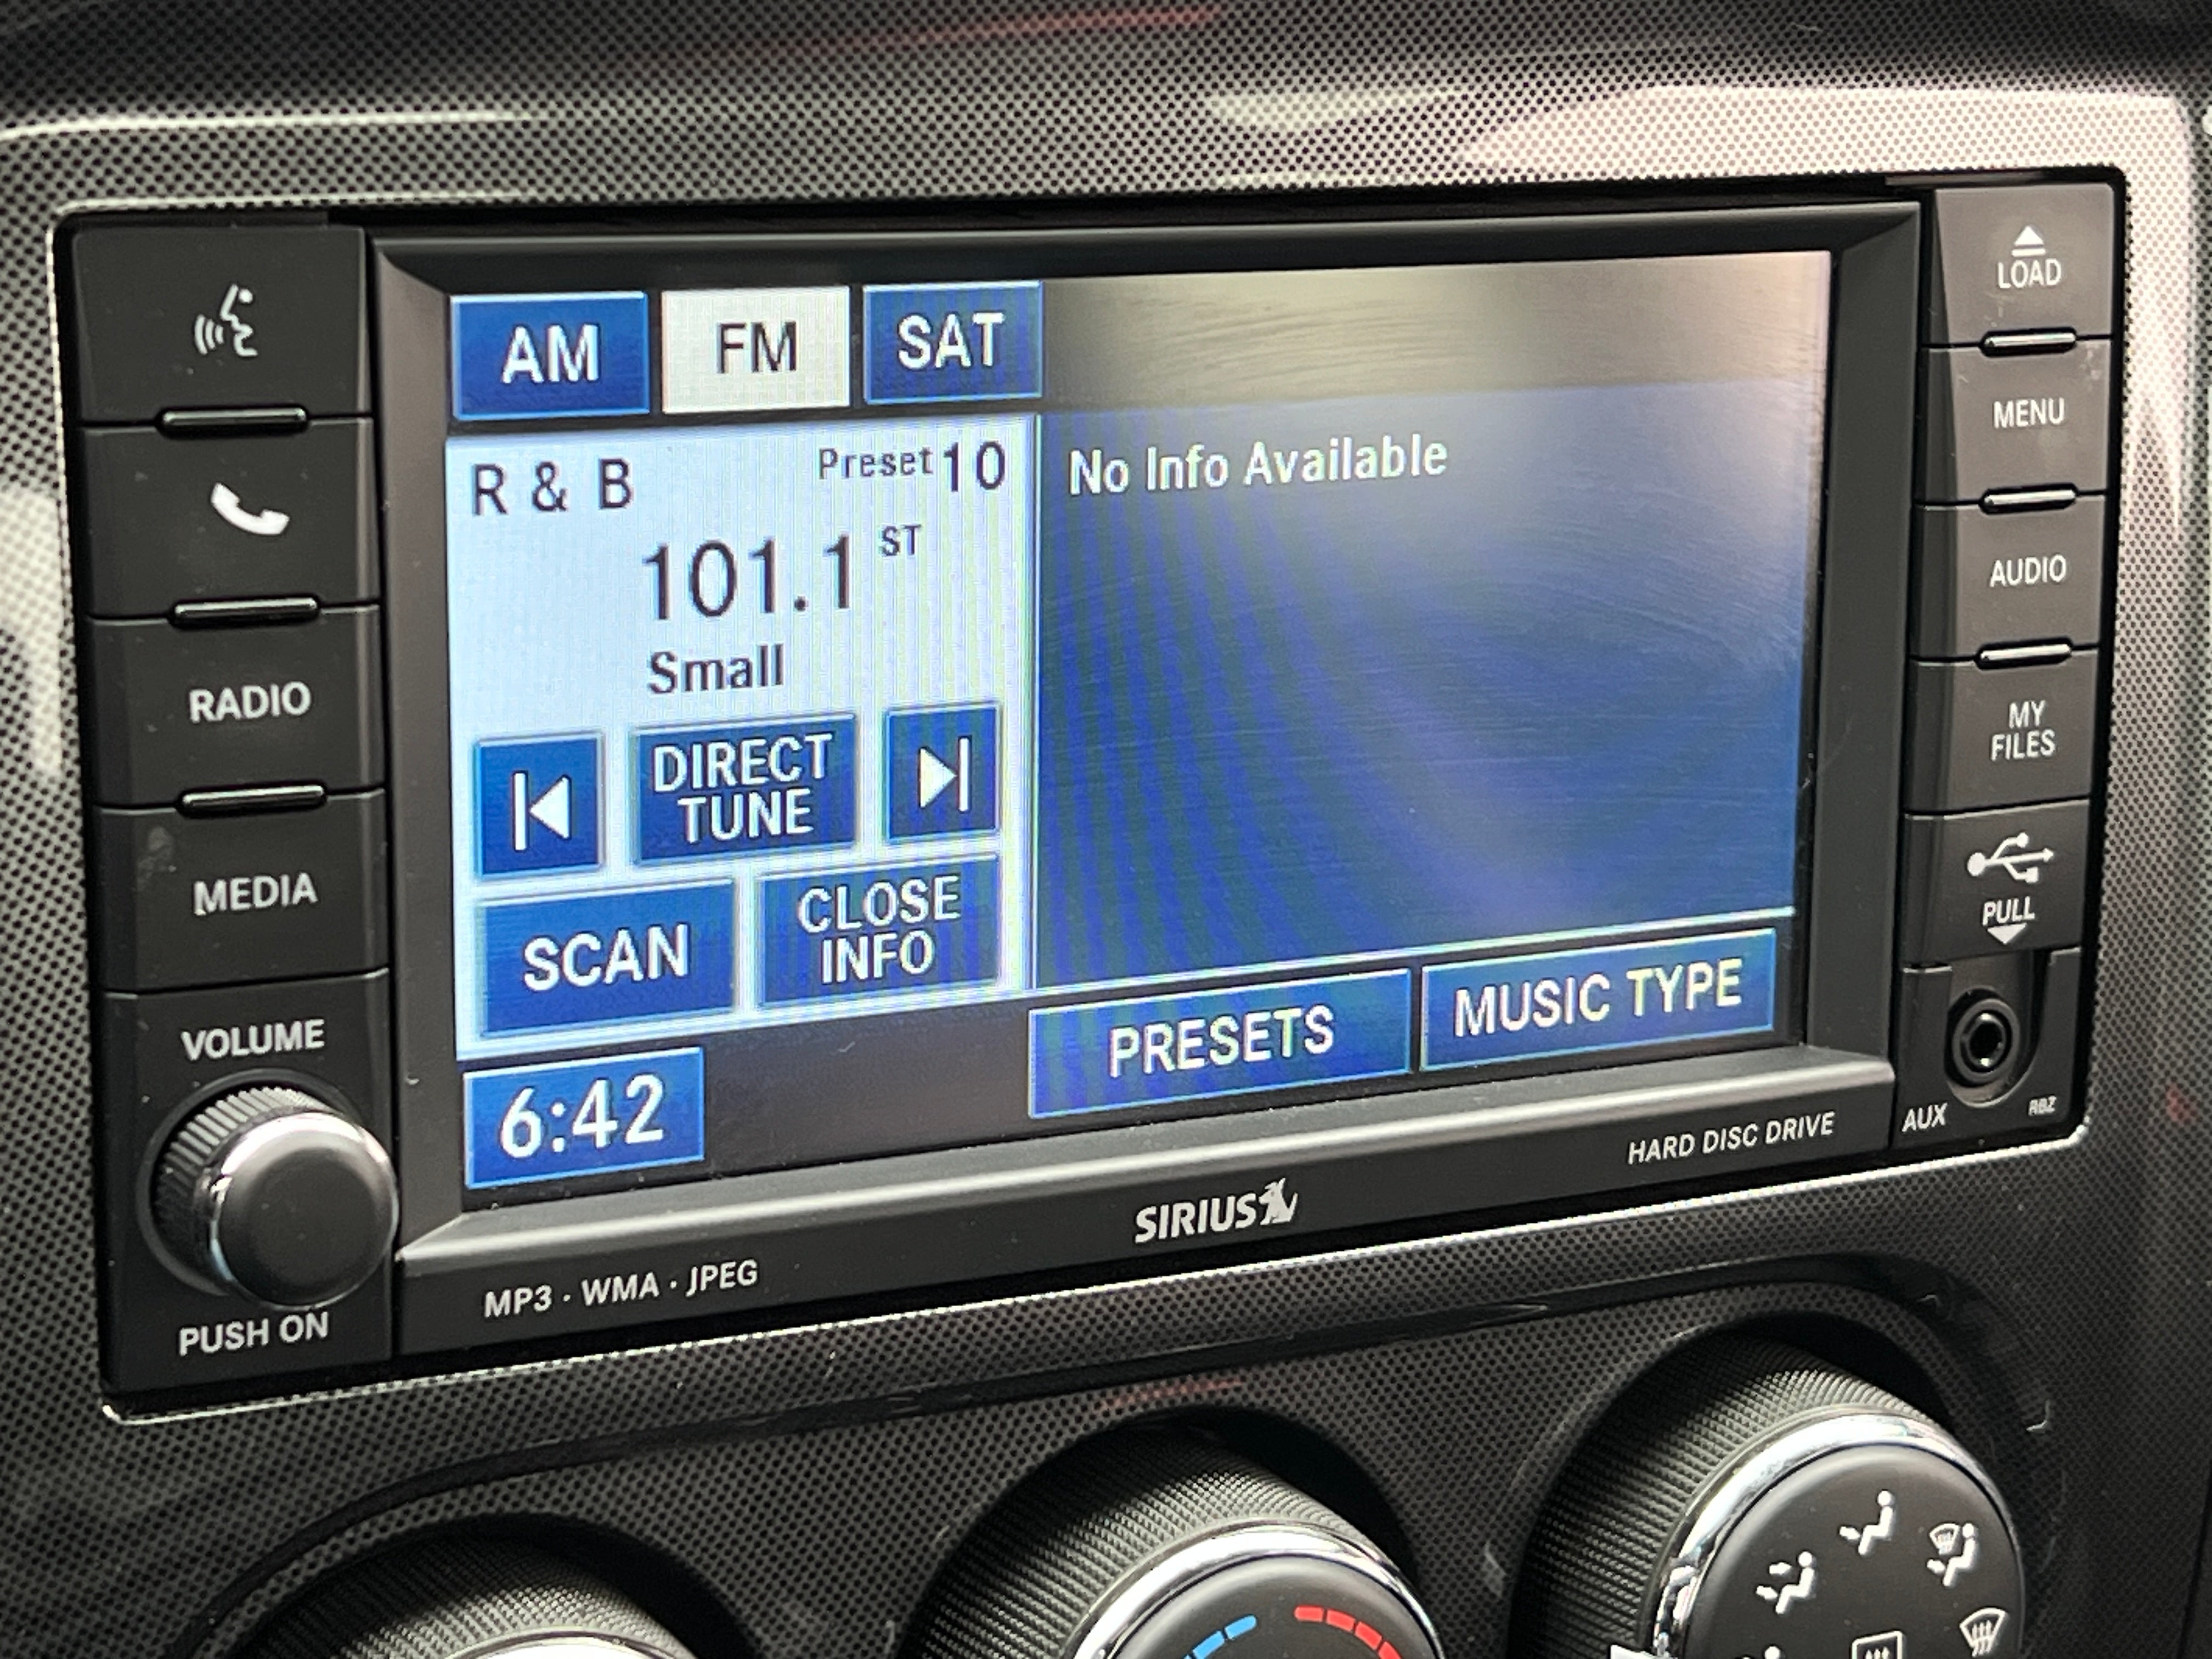 LOAD
MENU
AUDIO
MY
FILES
PULL
AUX
RBZ
RADIO
MEDIA
VOLUME
PUSH ON
AM FM SAT
R & B Preset 10
101.1 ST
Small
No Info Available
DIRECT
TUNE
SCAN
CLOSE
INFO
6:42
PRESETS
MUSIC TYPE
MP3 · WMA · JPEG
SIRIUS
HARD DISC DRIVE